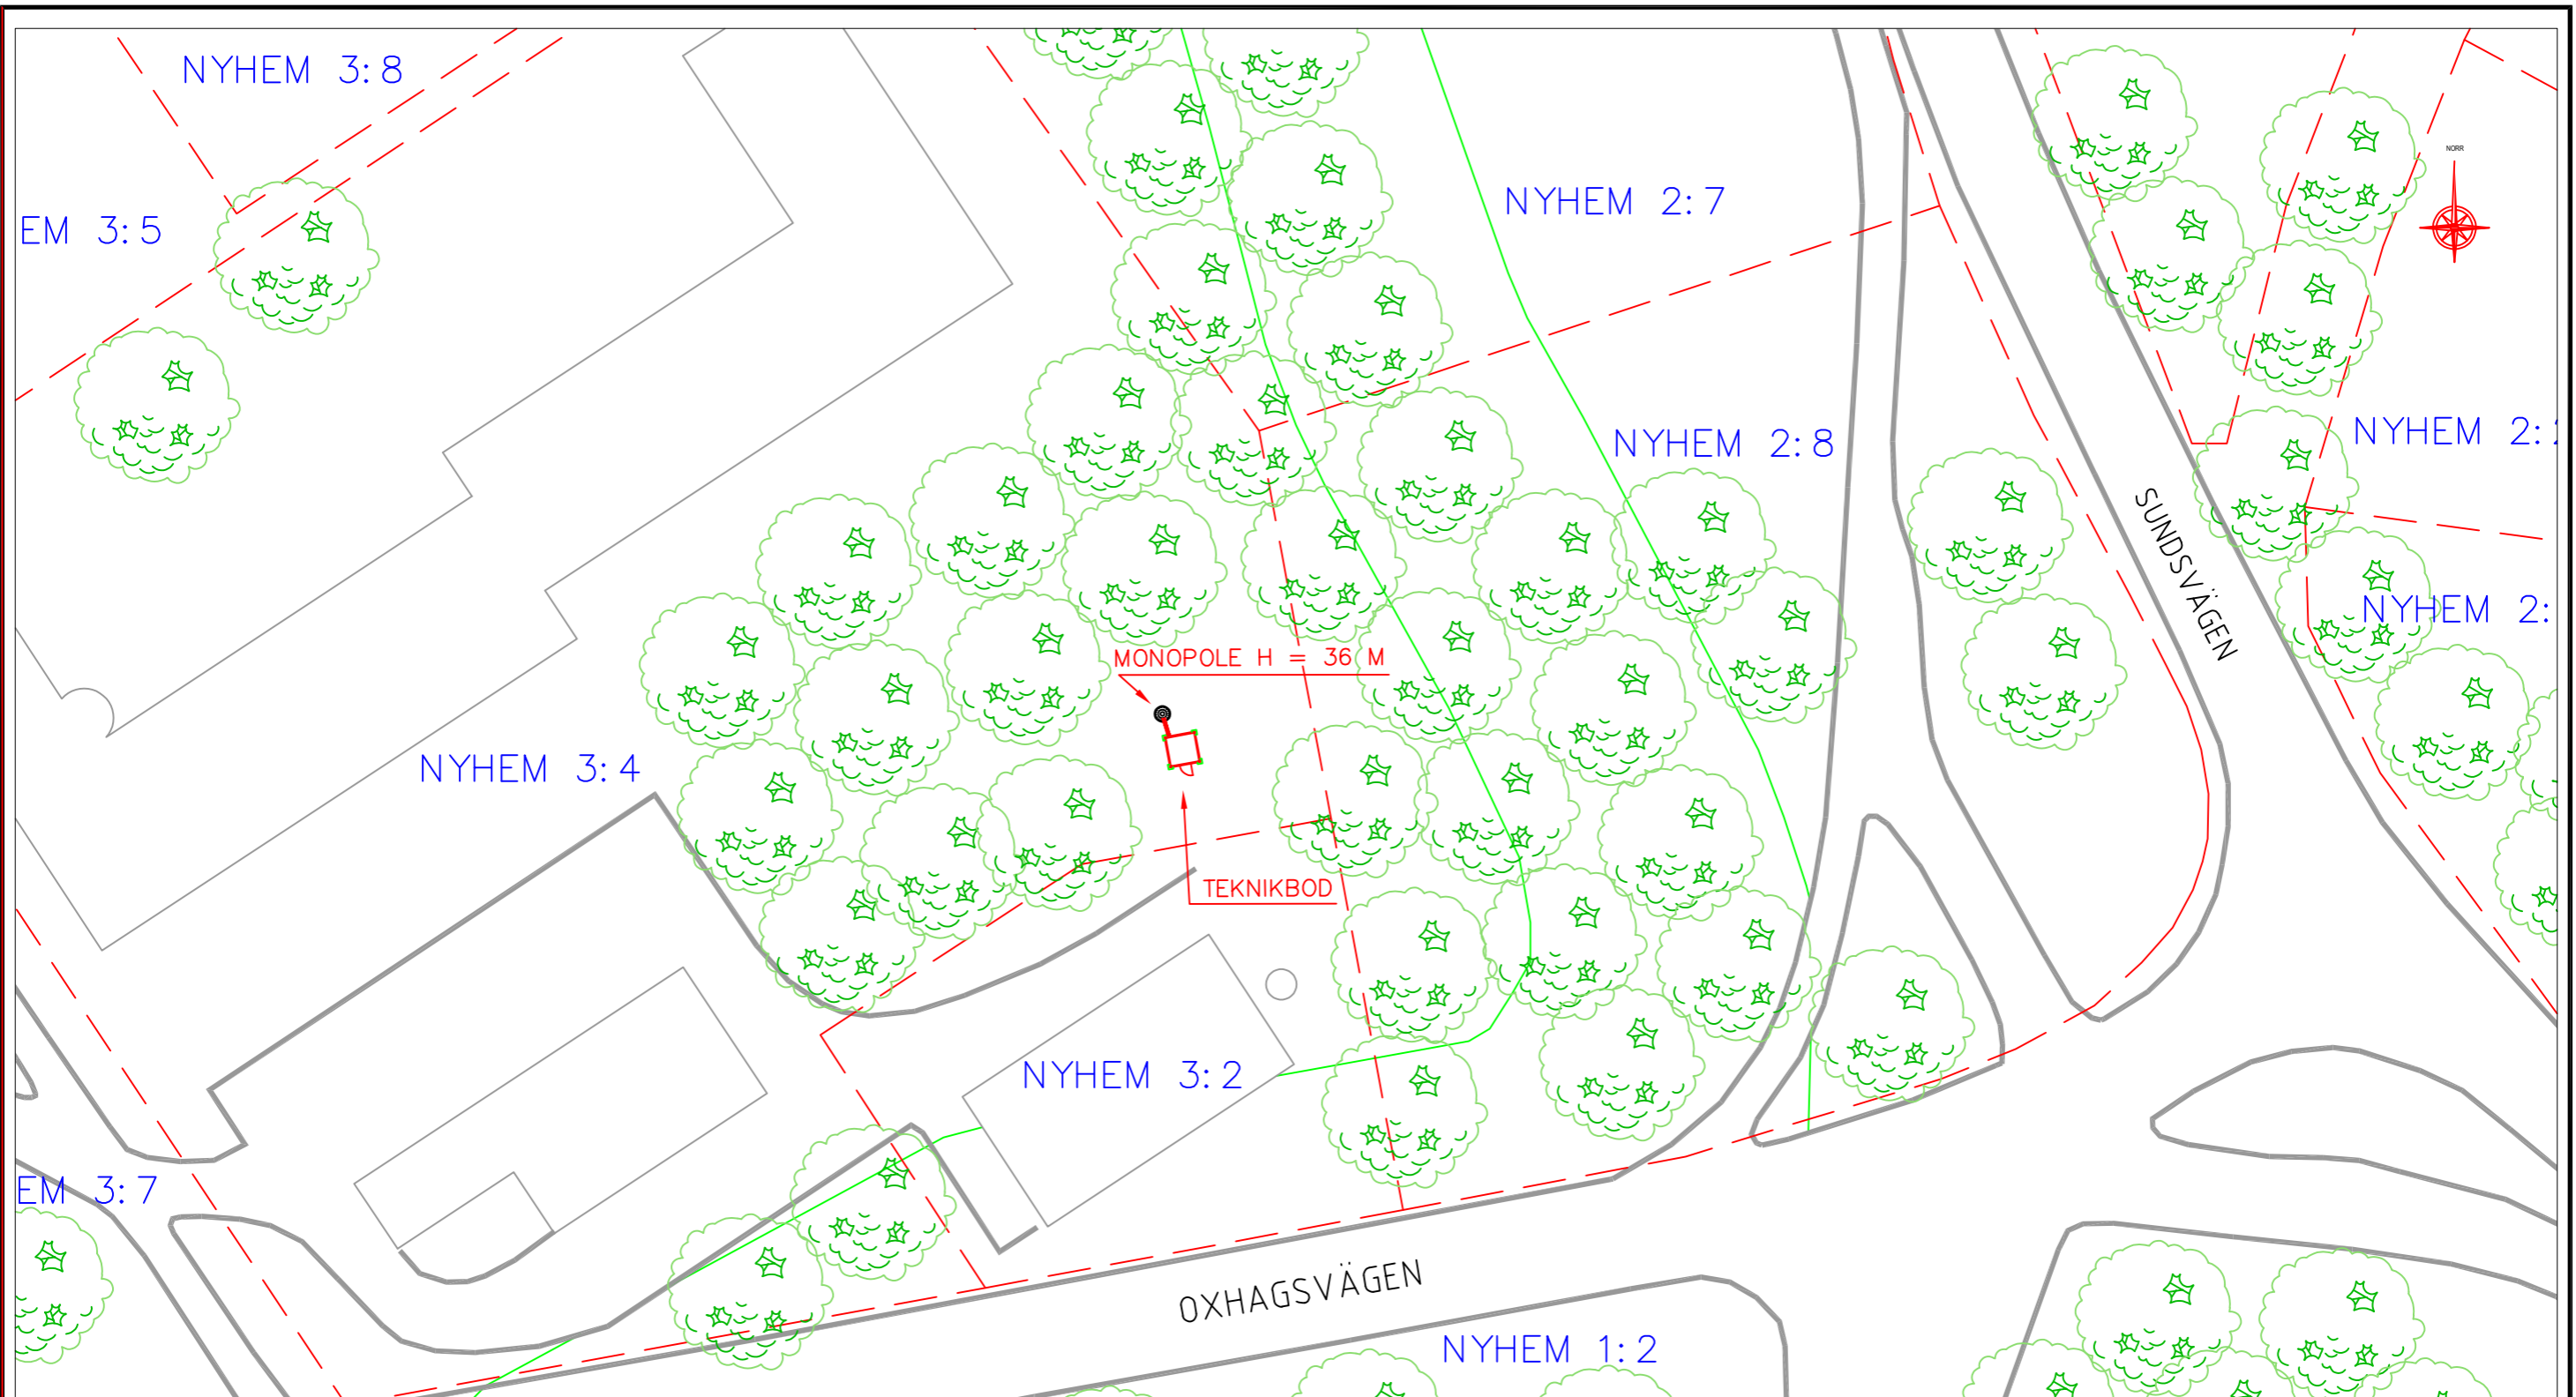 NYHEM 3:8
NORR
NYHEM 2:7
EM 3:5
NYHEM 2:8
NYHEM 2:
SUNDSVÄGEN
NYHEM 2:
MONOPOLE H = 36 M
NYHEM 3:4
TEKNIKBOD
NYHEM 3:2
EM 3:7
OXHAGSVÄGEN
NYHEM 1:2